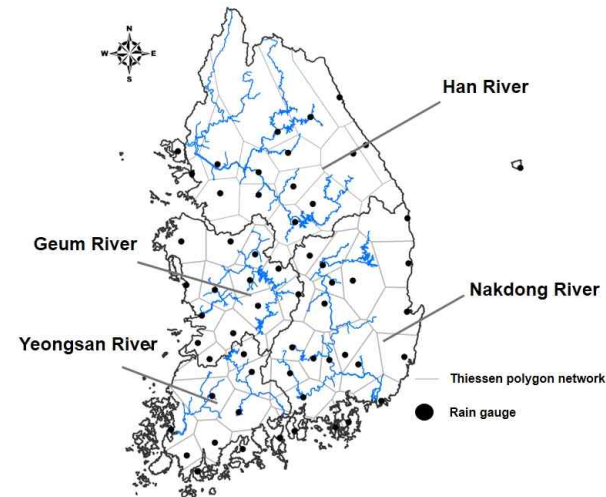 N
W
E
S
Han River
Geum River
Nakdong River
Yeongsan River
Thiessen polygon network
Rain gauge